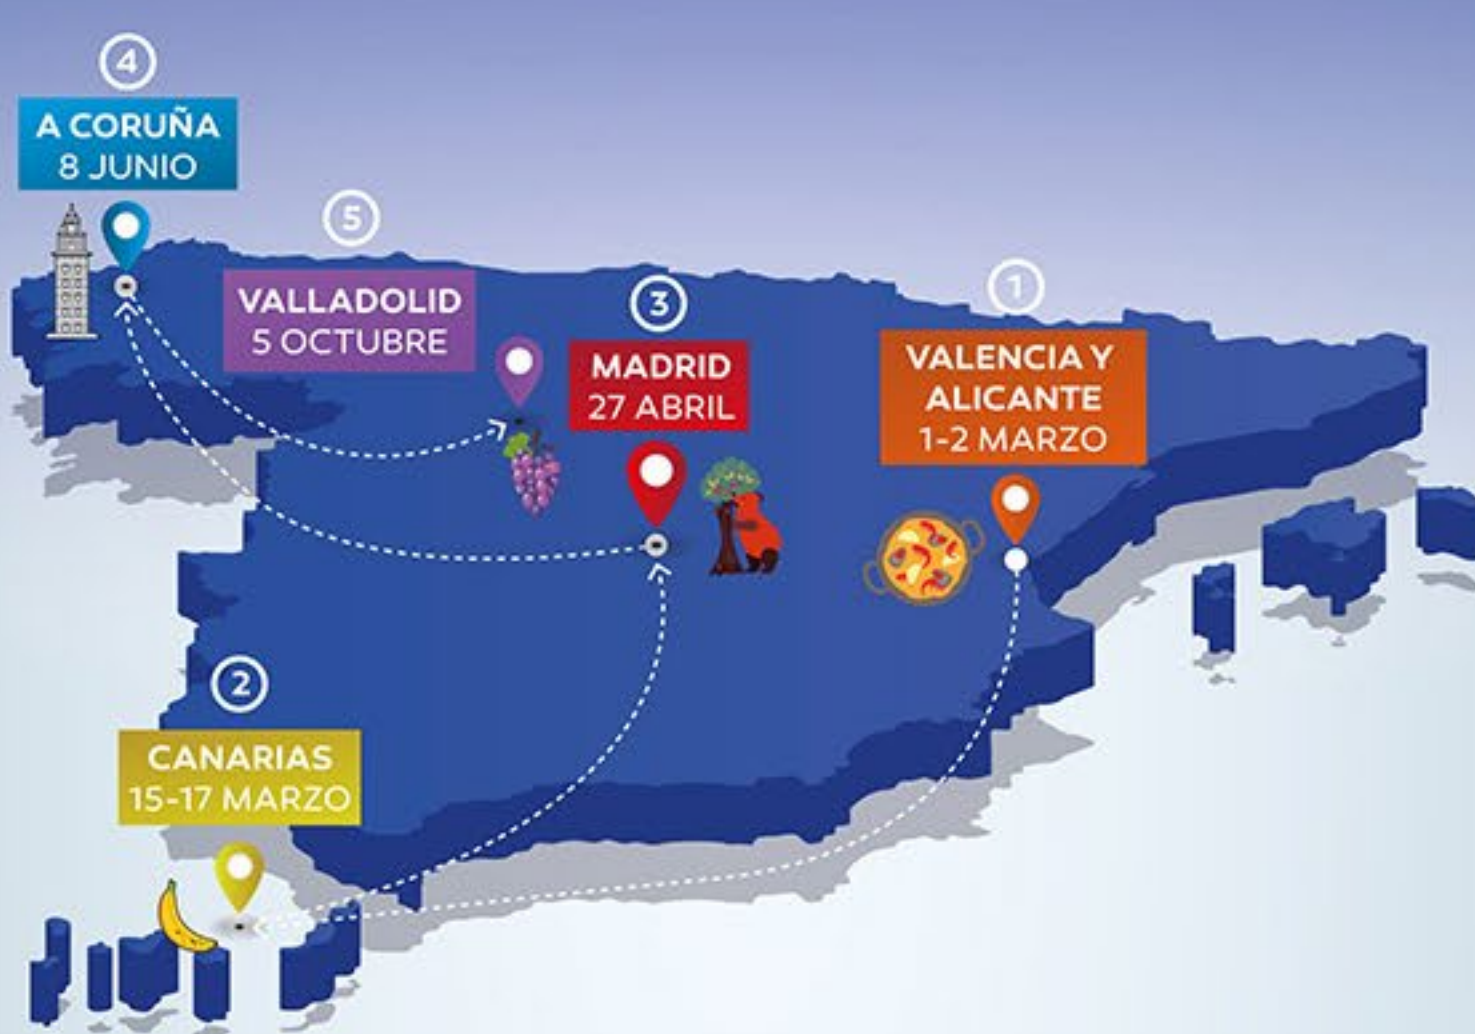 4
A CORUÑA
8 JUNIO
5
VALLADOLID
5 OCTUBRE
3
MADRID
27 ABRIL
1
VALENCIA Y
ALICANTE
1-2 MARZO
2
CANARIAS
15-17 MARZO